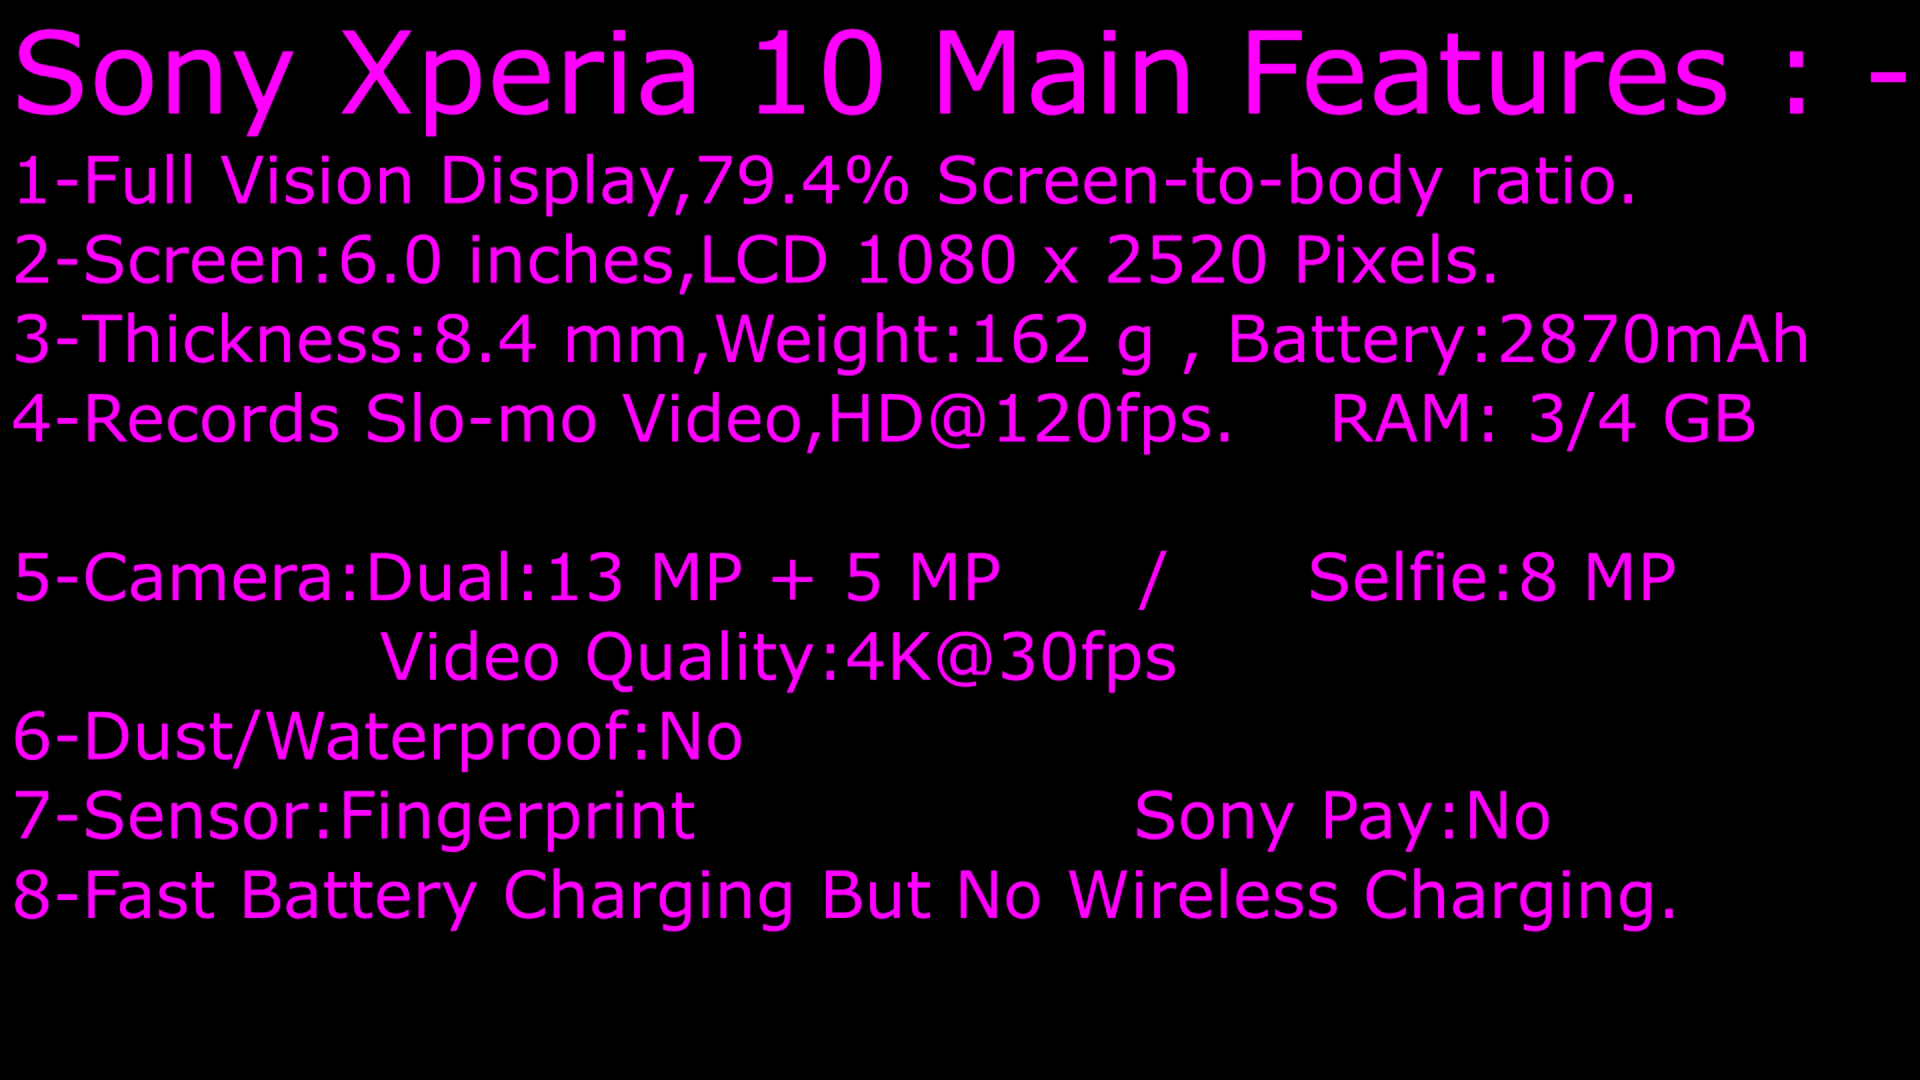 Sony Xperia 10 Main Features : -
1-Full Vision Display,79.4% Screen-to-body ratio.
2-Screen:6.0 inches,LCD 1080 x 2520 Pixels.
3-Thickness:8.4 mm,Weight:162 g , Battery:2870mAh
4-Records Slo-mo Video,HD@120fps. RAM: 3/4 GB
5-Camera:Dual:13 MP + 5 MP / Selfie:8 MP
Video Quality:4K@30fps
6-Dust/Waterproof:No
7-Sensor:Fingerprint Sony Pay:No
8-Fast Battery Charging But No Wireless Charging.